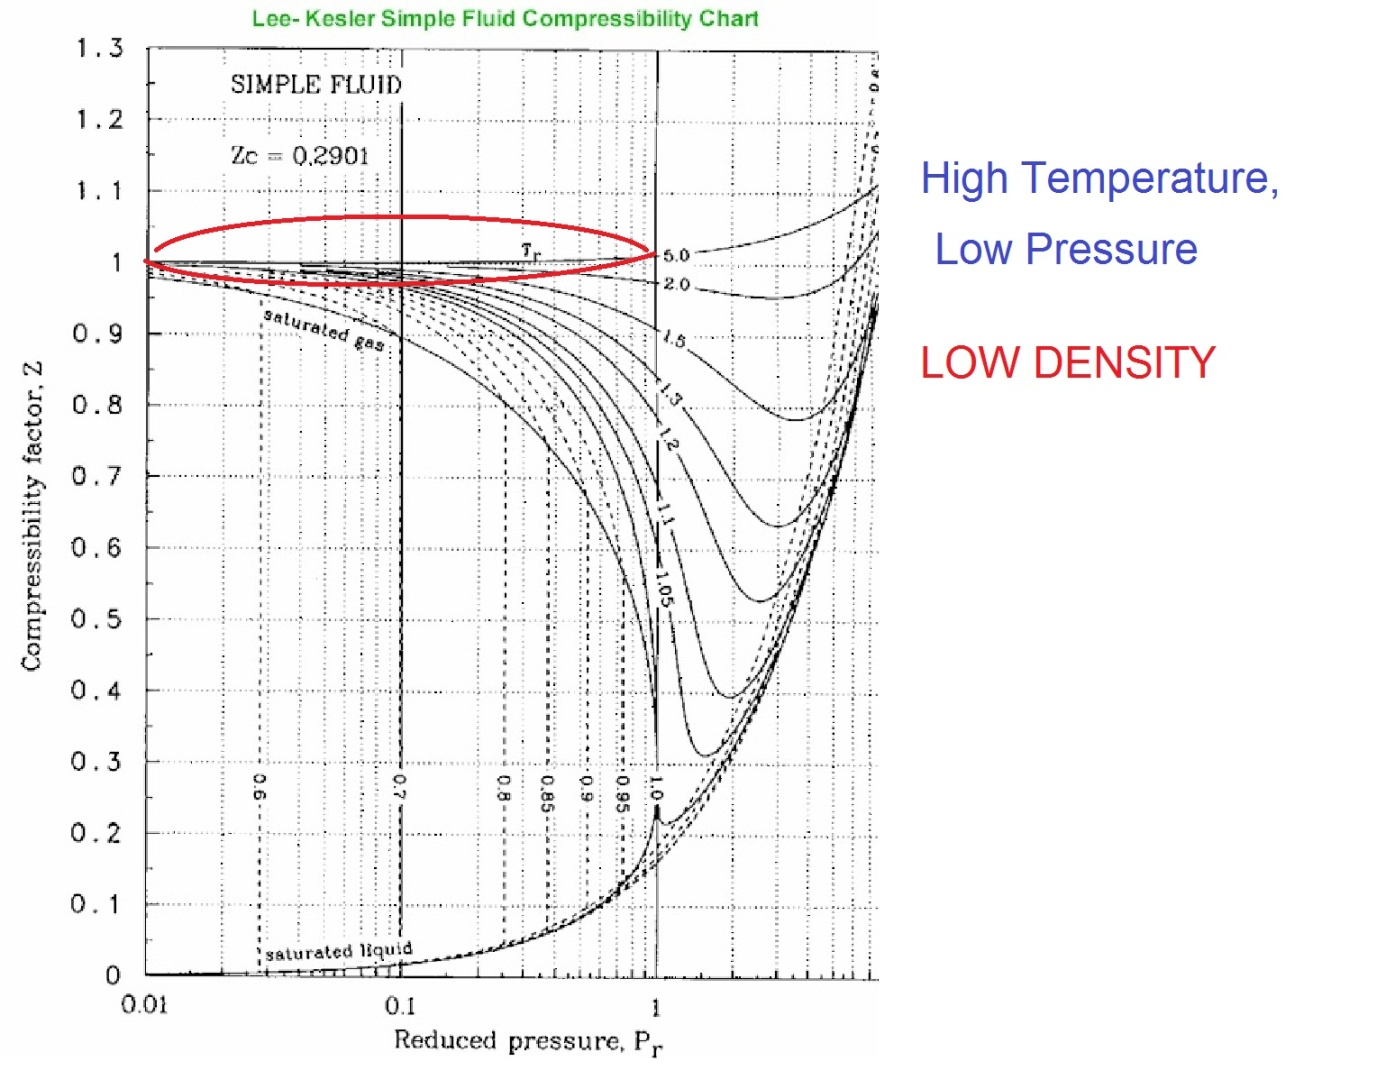 Lee- Kesler Simple Fluid Compressibility Chart
1.3
SIMPLE FLUID
1.2
Zc = 0.2901
1.1
1
0.9
0.8
0.7
0.6
0.5
0.4
0.3
0.2
0.1
0
Compressibility factor, Z
Tr
5.0
2.0
1.5
1.3
1.2
1.1
1.05
saturated gas
0.6
0.7
0.8
0.85
0.9
0.95
1.0
saturated liquid
0.01
0.1
1
Reduced pressure, Pr
High Temperature,
Low Pressure
LOW DENSITY